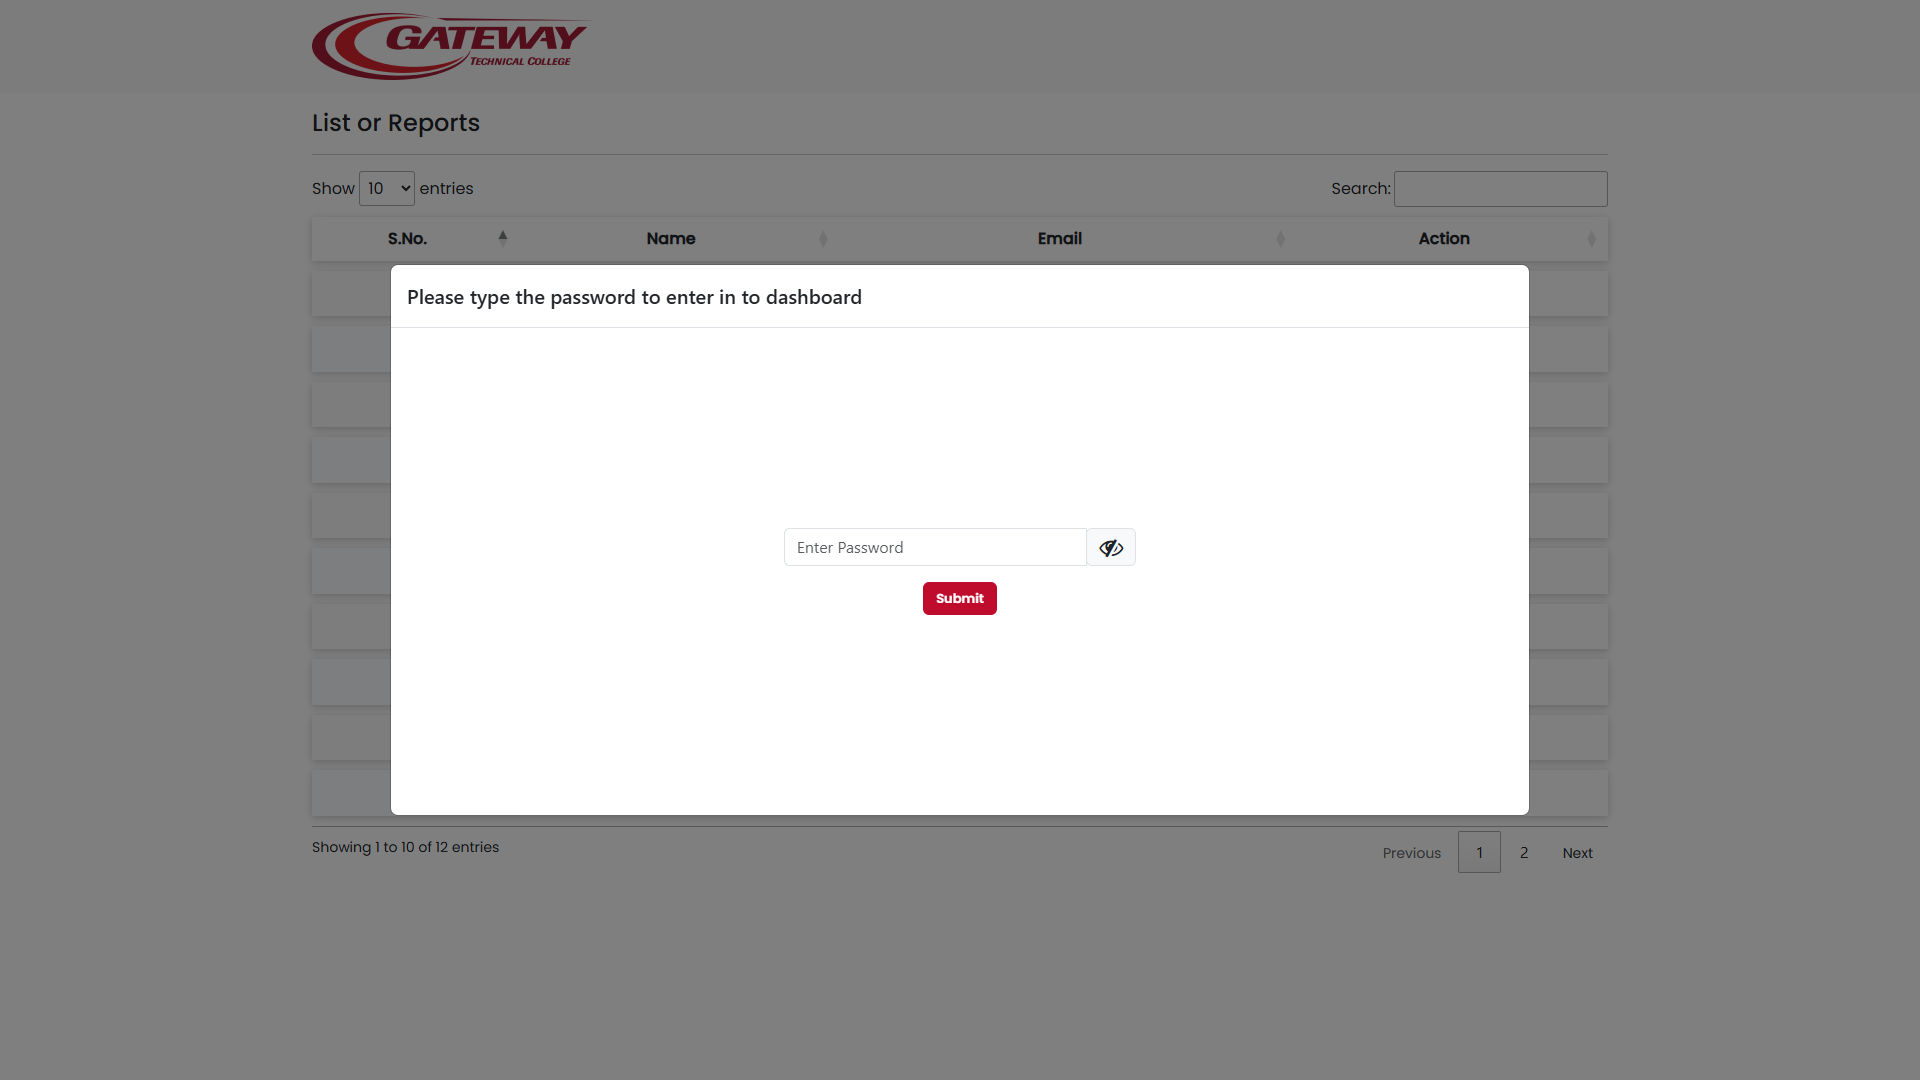 GATEWAY
TECHNICAL COLLEGE
List or Reports
Show 10 entries
Search:
S.No. Name Email Action
Please type the password to enter in to dashboard
Enter Password
Submit
Showing 1 to 10 of 12 entries
Previous 1 2 Next